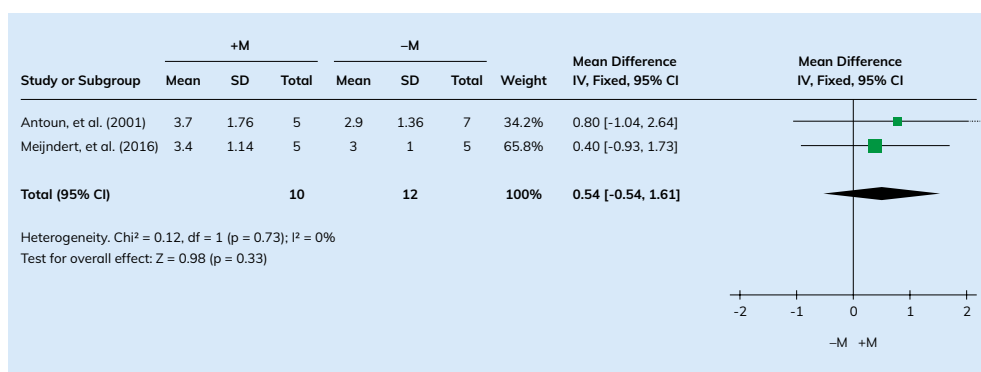 +M –M
Mean Difference Mean Difference
Study or Subgroup Mean SD Total Mean SD Total Weight IV, Fixed, 95% CI IV, Fixed, 95% CI
Antoun, et al. (2001) 3.7 1.76 5 2.9 1.36 7 34.2% 0.80 [-1.04, 2.64]
Meijndert, et al. (2016) 3.4 1.14 5 3 1 5 65.8% 0.40 [-0.93, 1.73]
Total (95% CI) 10 12 100% 0.54 [-0.54, 1.61]
Heterogeneity. Chi² = 0.12, df = 1 (p = 0.73); I² = 0%
Test for overall effect: Z = 0.98 (p = 0.33)
-2 -1 0 1 2
–M +M